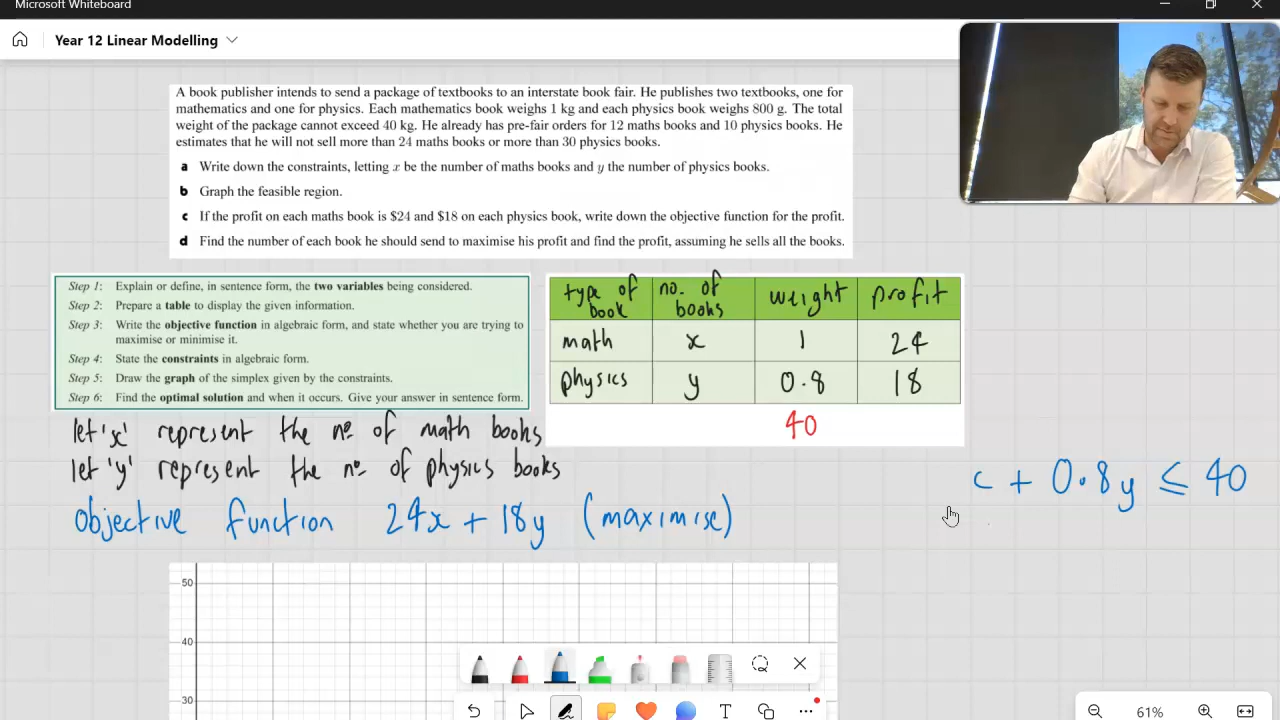 Microsoft Whiteboard
Year 12 Linear Modelling
A book publisher intends to send a package of textbooks to an interstate book fair. He publishes two textbooks, one for
mathematics and one for physics. Each mathematics book weighs 1 kg and each physics book weighs 800 g. The total
weight of the package cannot exceed 40 kg. He already has pre-fair orders for 12 maths books and 10 physics books. He
estimates that he will not sell more than 24 maths books or more than 30 physics books.
a Write down the constraints, letting x be the number of maths books and y the number of physics books.
b Graph the feasible region.
c If the profit on each maths book is $24 and $18 on each physics book, write down the objective function for the profit.
d Find the number of each book he should send to maximise his profit and find the profit, assuming he sells all the books.
Step 1: Explain or define, in sentence form, the two variables being considered.
Step 2: Prepare a table to display the given information.
Step 3: Write the objective function in algebraic form, and state whether you are trying to
maximise or minimise it.
Step 4: State the constraints in algebraic form.
Step 5: Draw the graph of the simplex given by the constraints.
Step 6: Find the optimal solution and when it occurs. Give your answer in sentence form.
type of book no. of books weight profit
math x 1 24
physics y 0.8 18
40
let 'x' represent the no of math books
let 'y' represent the no of physics books
c + 0.8y ≤ 40
Objective function 24x + 18y (maximise)
50
40
30
T
61%